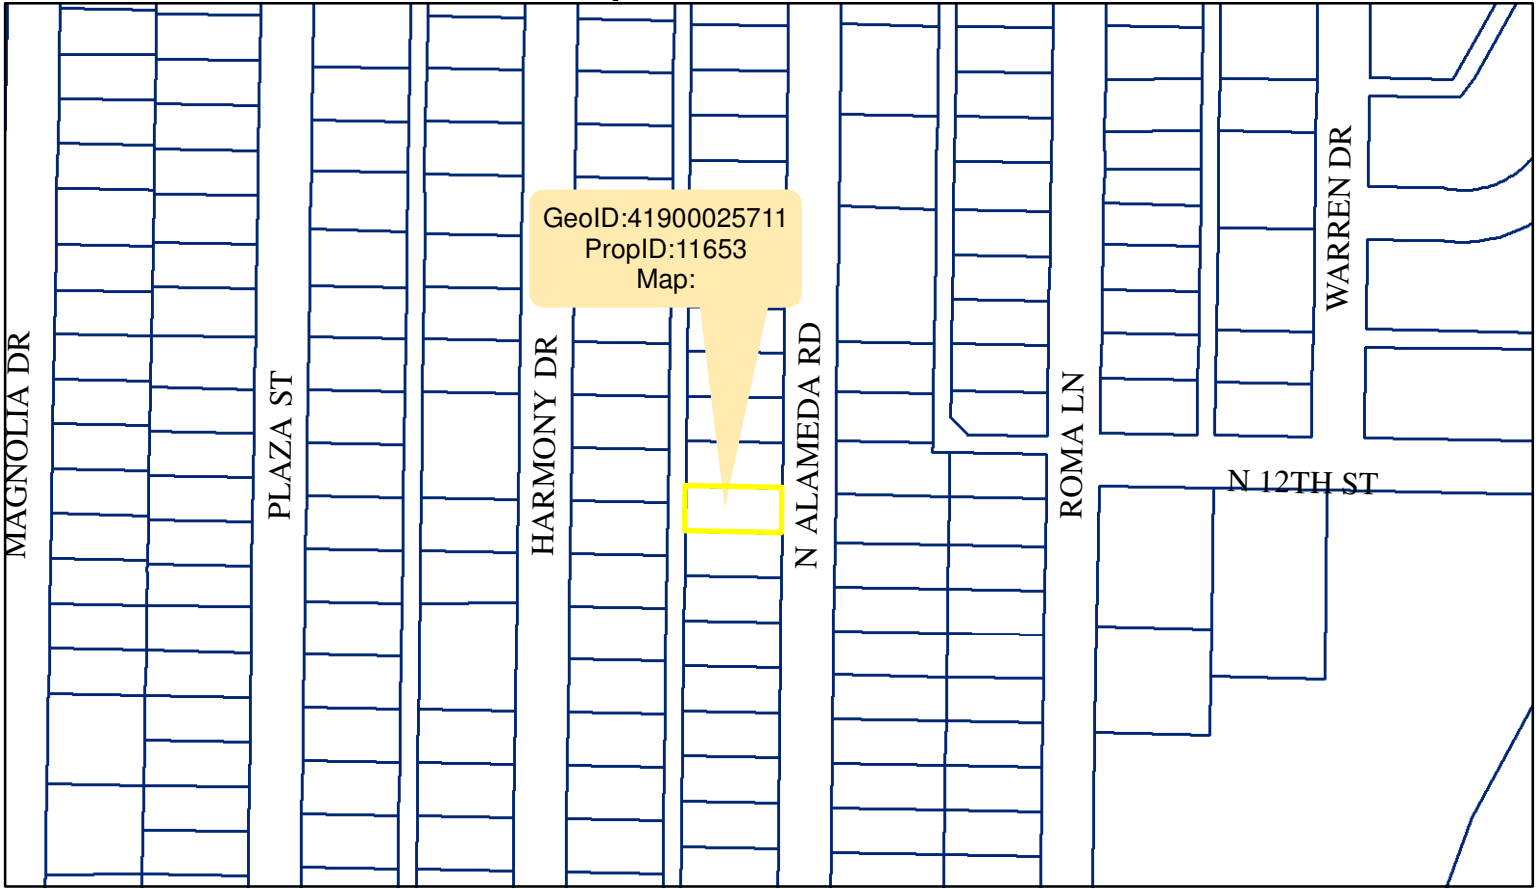 GeoID:41900025711
PropID:11653
Map:
MAGNOLIA DR
PLAZA ST
HARMONY DR
N ALAMEDA RD
ROMA LN
WARREN DR
N 12TH ST